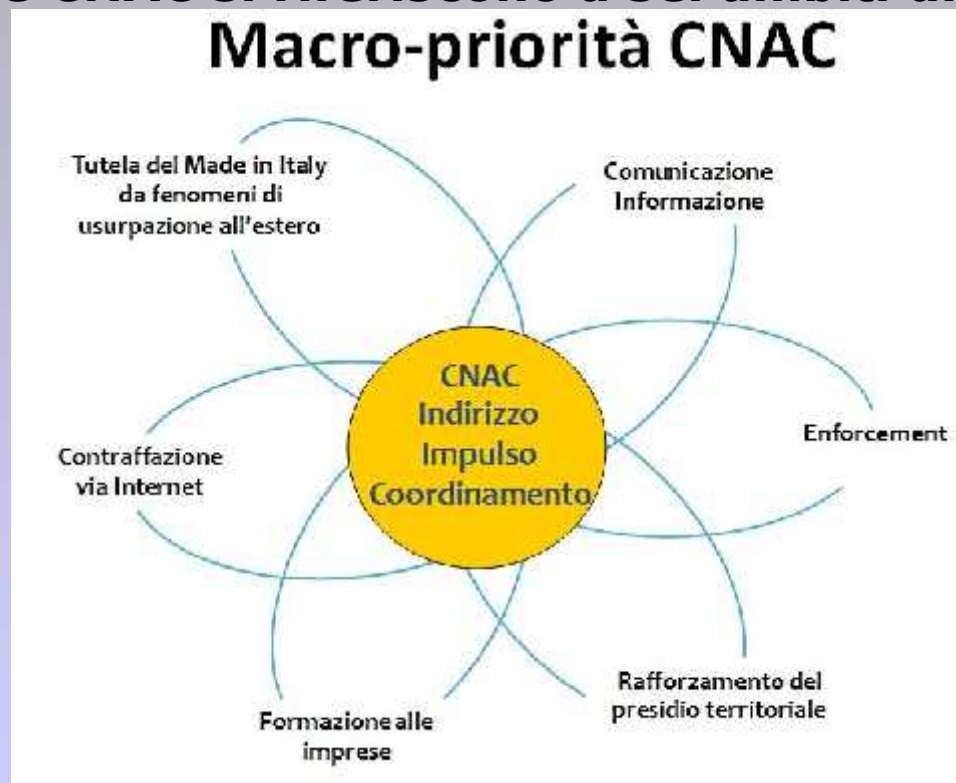 Macro-priorità CNAC
Tutela del Made in Italy
da fenomeni di
usurpazione all'estero
Comunicazione
Informazione
CNAC
Indirizzo
Impulso
Coordinamento
Enforcement
Contraffazione
via Internet
Rafforzamento del
presidio territoriale
Formazione alle
imprese